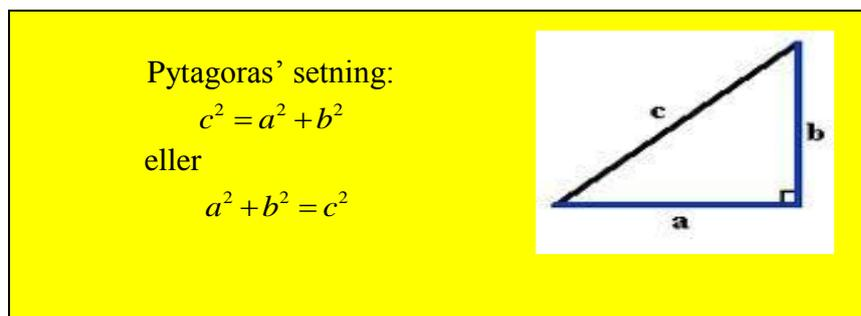 Pytagoras’ setning:
c² = a² + b²
eller
a² + b² = c²
c
b
a